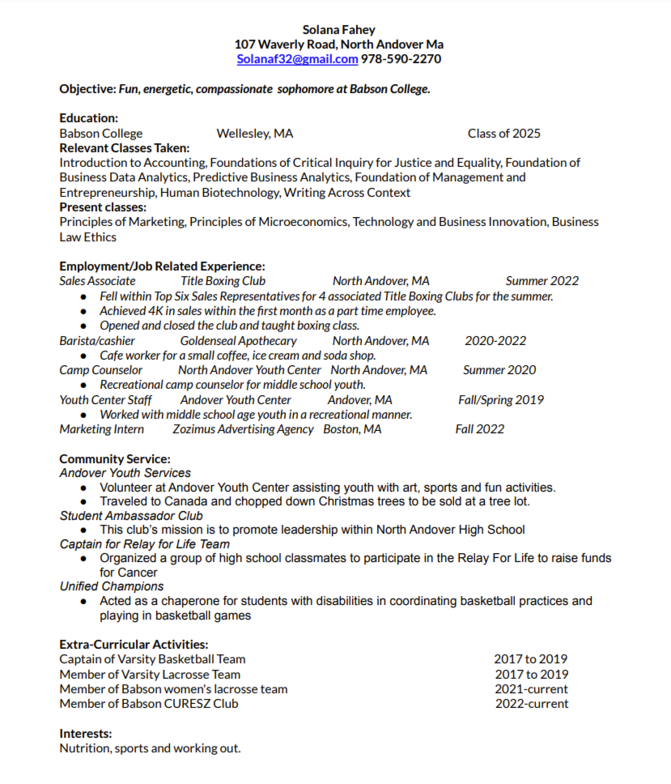 Solana Fahey
107 Waverly Road, North Andover Ma
Solanaf32@gmail.com 978-590-2270
Objective: Fun, energetic, compassionate sophomore at Babson College.
Education:
Babson College Wellesley, MA Class of 2025
Relevant Classes Taken:
Introduction to Accounting, Foundations of Critical Inquiry for Justice and Equality, Foundation of
Business Data Analytics, Predictive Business Analytics, Foundation of Management and
Entrepreneurship, Human Biotechnology, Writing Across Context
Present classes:
Principles of Marketing, Principles of Microeconomics, Technology and Business Innovation, Business
Law Ethics
Employment/Job Related Experience:
Sales Associate Title Boxing Club North Andover, MA Summer 2022
● Fell within Top Six Sales Representatives for 4 associated Title Boxing Clubs for the summer.
● Achieved 4K in sales within the first month as a part time employee.
● Opened and closed the club and taught boxing class.
Barista/cashier Goldenseal Apothecary North Andover, MA 2020-2022
● Cafe worker for a small coffee, ice cream and soda shop.
Camp Counselor North Andover Youth Center North Andover, MA Summer 2020
● Recreational camp counselor for middle school youth.
Youth Center Staff Andover Youth Center Andover, MA Fall/Spring 2019
● Worked with middle school age youth in a recreational manner.
Marketing Intern Zozimus Advertising Agency Boston, MA Fall 2022
Community Service:
Andover Youth Services
● Volunteer at Andover Youth Center assisting youth with art, sports and fun activities.
● Traveled to Canada and chopped down Christmas trees to be sold at a tree lot.
Student Ambassador Club
● This club's mission is to promote leadership within North Andover High School
Captain for Relay for Life Team
● Organized a group of high school classmates to participate in the Relay For Life to raise funds
for Cancer
Unified Champions
● Acted as a chaperone for students with disabilities in coordinating basketball practices and
playing in basketball games
Extra-Curricular Activities:
Captain of Varsity Basketball Team 2017 to 2019
Member of Varsity Lacrosse Team 2017 to 2019
Member of Babson women's lacrosse team 2021-current
Member of Babson CURESZ Club 2022-current
Interests:
Nutrition, sports and working out.